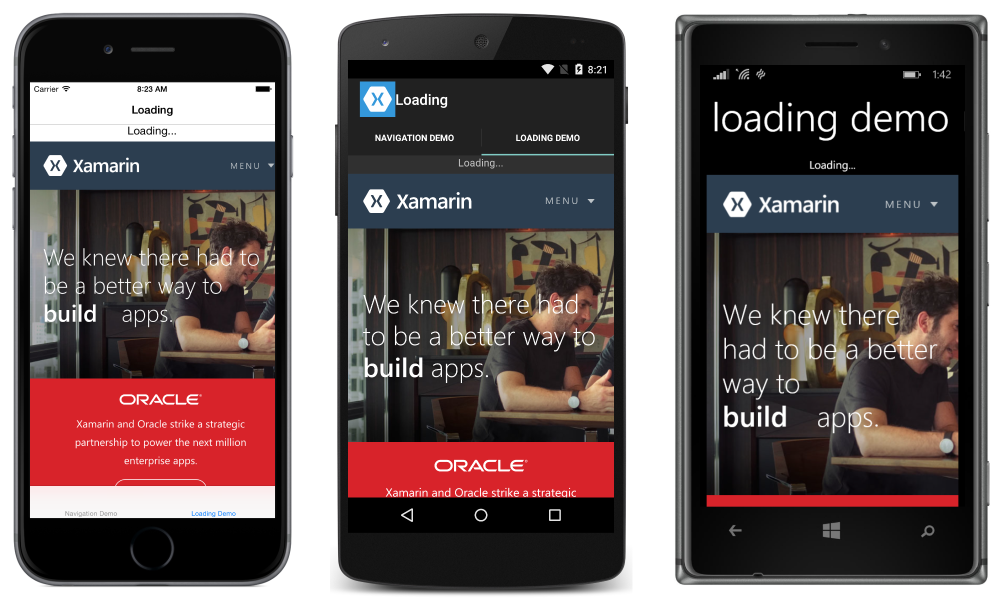 Carrier
8:23 AM
Loading
Loading...
Xamarin
MENU
We knew there had to
be a better way to
build apps.
ORACLE®
Xamarin and Oracle strike a strategic
partnership to power the next million
enterprise apps.
Navigation Demo
Loading Demo
8:21
Loading
NAVIGATION DEMO
LOADING DEMO
Loading...
Xamarin
MENU
We knew there had
to be a better way to
build apps.
ORACLE®
Xamarin and Oracle strike a strategic
1:42
loading demo
Loading...
Xamarin
MENU
We knew there
had to be a better
way to
build apps.